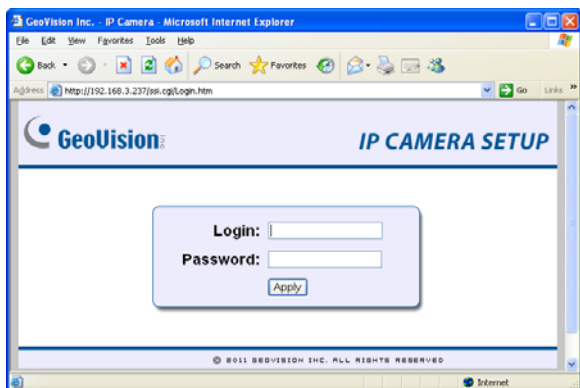 GeoVision Inc. - IP Camera - Microsoft Internet Explorer
File Edit View Favorites Tools Help
Back Search Favorites
Address http://192.168.3.237/ssi.cgi/Login.htm Go Links »
GeoVision Inc IP CAMERA SETUP
Login:
Password:
Apply
© 2011 GEOVISION INC. ALL RIGHTS RESERVED
Internet